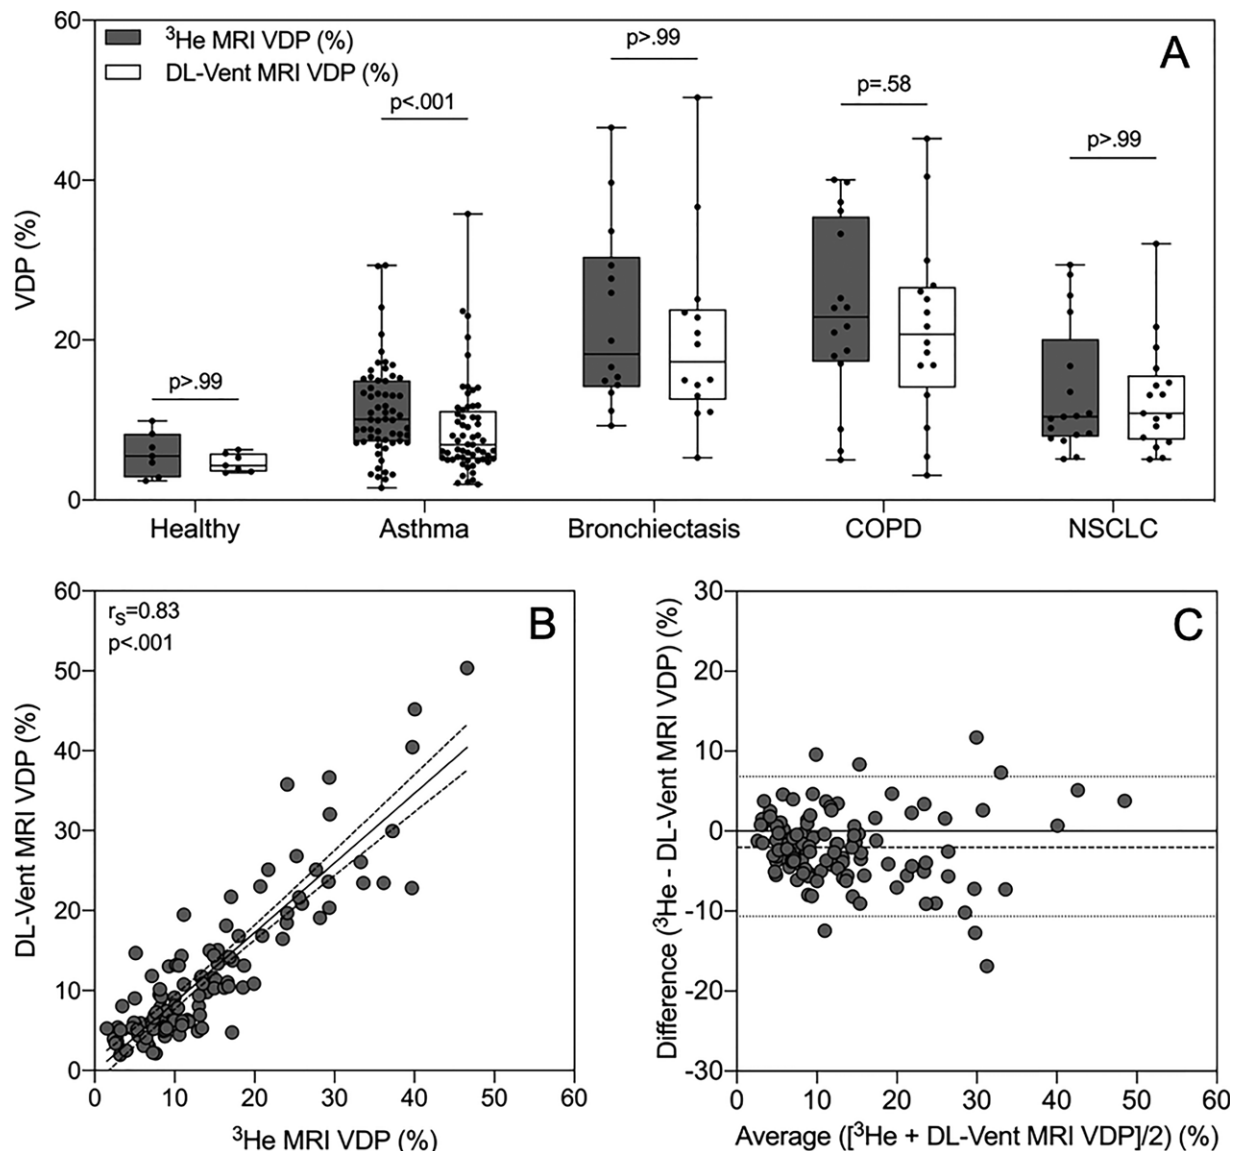 A
³He MRI VDP (%)
DL-Vent MRI VDP (%)
p>.99
p<.001
p>.99
p=.58
p>.99
VDP (%)
60
40
20
0
Healthy
Asthma
Bronchiectasis
COPD
NSCLC
B
rₛ=0.83
p<.001
DL-Vent MRI VDP (%)
60
50
40
30
20
10
0
0 10 20 30 40 50 60
³He MRI VDP (%)
C
Difference (³He - DL-Vent MRI VDP) (%)
30
20
10
0
-10
-20
-30
0 10 20 30 40 50 60
Average ([³He + DL-Vent MRI VDP]/2) (%)